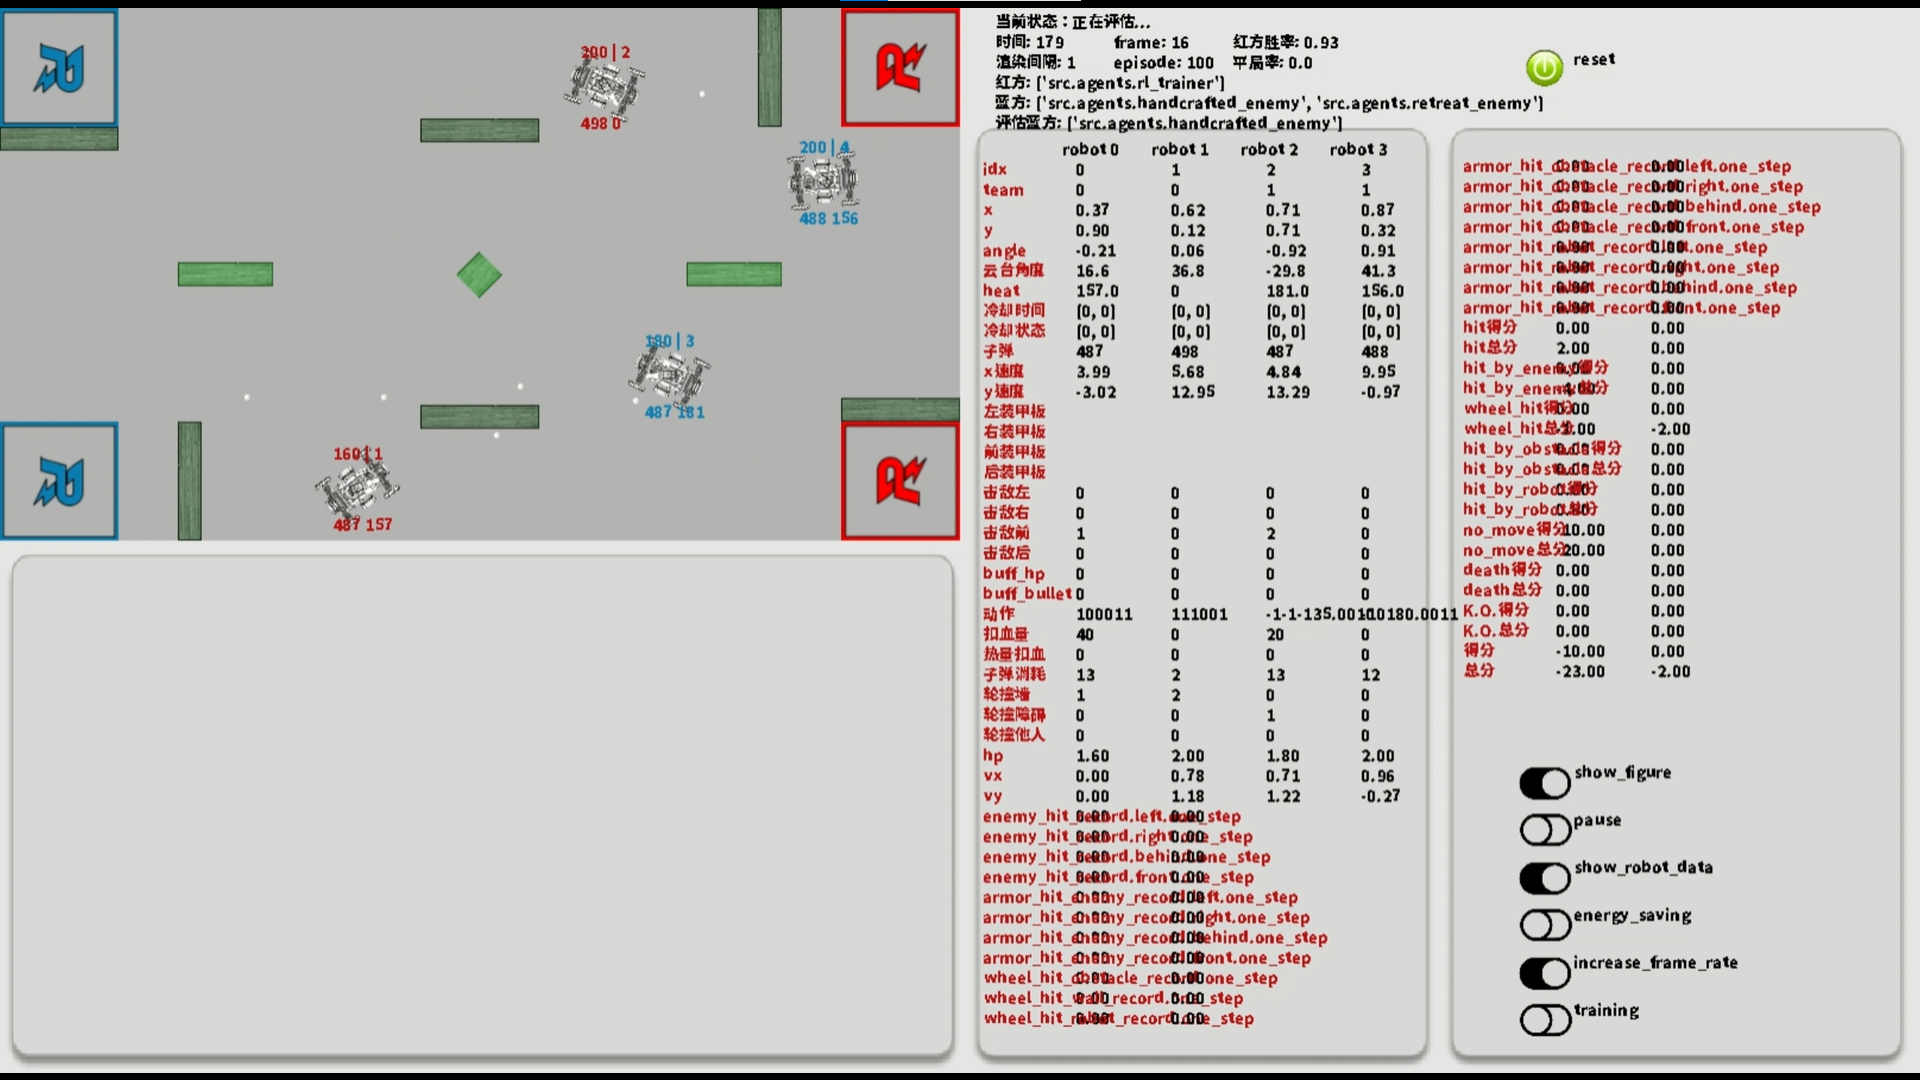 当前状态：正在评估...
时间: 179 frame: 16 红方胜率: 0.93
渲染间隔: 1 episode: 100 平局率: 0.0
红方: ['src.agents.rl_trainer']
蓝方: ['src.agents.handcrafted_enemy', 'src.agents.retreat_enemy']
评估蓝方: ['src.agents.handcrafted_enemy']
reset
200 | 2
498 0
200 | 4
488 156
180 | 3
487 181
160 | 1
487 157
robot 0 robot 1 robot 2 robot 3
idx 0 1 2 3
team 0 0 1 1
x 0.37 0.62 0.71 0.87
y 0.90 0.12 0.71 0.32
angle -0.21 0.06 -0.92 0.91
云台角度 16.6 36.8 -29.8 41.3
heat 157.0 0 181.0 156.0
冷却时间 [0, 0] [0, 0] [0, 0] [0, 0]
冷却状态 [0, 0] [0, 0] [0, 0] [0, 0]
子弹 487 498 487 488
x速度 3.99 5.68 4.84 9.95
y速度 -3.02 12.95 13.29 -0.97
左装甲板
右装甲板
前装甲板
后装甲板
击敌左 0 0 0 0
击敌右 0 0 0 0
击敌前 1 0 2 0
击敌后 0 0 0 0
buff_hp 0 0 0 0
buff_bullet 0 0 0 0
动作 100011 111001
扣血量 40 0 20 0
热量扣血 0 0 0 0
子弹消耗 13 2 13 12
轮撞墙 1 2 0 0
轮撞障碍 0 0 1 0
轮撞他人 0 0 0 0
hp 1.60 2.00 1.80 2.00
vx 0.00 0.78 0.71 0.96
vy 0.00 1.18 1.22 -0.27
enemy_hit_record.left.one_step 0.00 0.00
enemy_hit_record.right.one_step 0.00 0.00
enemy_hit_record.behind.one_step 0.00 0.00
enemy_hit_record.front.one_step 0.00 0.00
armor_hit_enemy_record.left.one_step 0.00 0.00
armor_hit_enemy_record.right.one_step 0.00 0.00
armor_hit_enemy_record.behind.one_step 0.00 0.00
armor_hit_enemy_record.front.one_step 0.00 0.00
wheel_hit_obstacle_record.one_step 0.00 0.00
wheel_hit_wall_record.one_step 0.00 0.00
wheel_hit_robot_record.one_step 0.00 0.00
armor_hit_obstacle_record.left.one_step 0.00 0.00
armor_hit_obstacle_record.right.one_step 0.00 0.00
armor_hit_obstacle_record.behind.one_step 0.00 0.00
armor_hit_obstacle_record.front.one_step 0.00 0.00
armor_hit_robot_record.left.one_step 0.00 0.00
armor_hit_robot_record.right.one_step 0.00 0.00
armor_hit_robot_record.behind.one_step 0.00 0.00
armor_hit_robot_record.front.one_step 0.00 0.00
hit得分 0.00 0.00
hit总分 2.00 0.00
hit_by_enemy得分 0.00
hit_by_enemy总分 0.00
wheel_hit得分 0.00 0.00
wheel_hit总分 -2.00
hit_by_obstacle得分 0.00
hit_by_obstacle总分 0.00
hit_by_robot得分 0.00
hit_by_robot总分 0.00
no_move得分 0.00
no_move总分 0.00
death得分 0.00 0.00
death总分 0.00 0.00
K.O.得分 0.00 0.00
K.O.总分 0.00 0.00
得分 -10.00 0.00
总分 -23.00 -2.00
show_figure
pause
show_robot_data
energy_saving
increase_frame_rate
training